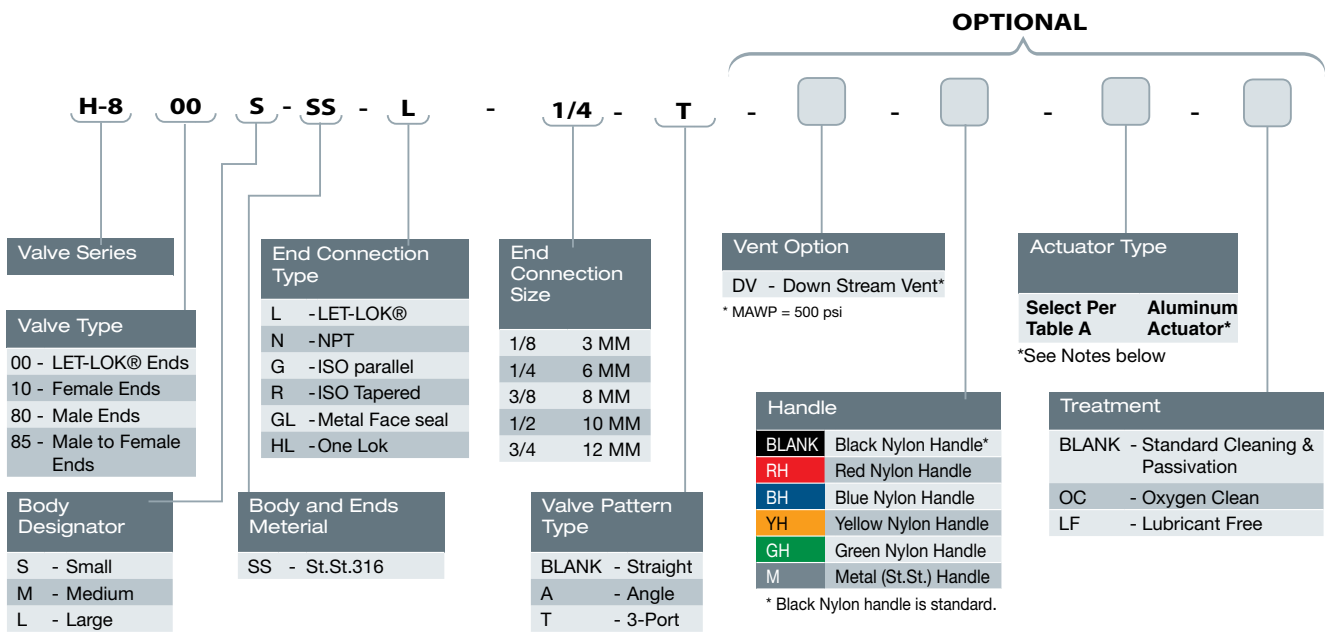 OPTIONAL
H-8 00 S - SS - L - 1/4 - T - - - -
Valve Series
Valve Type
00 - LET-LOK® Ends
10 - Female Ends
80 - Male Ends
85 - Male to Female
Ends
Body
Designator
S - Small
M - Medium
L - Large
Body and Ends
Meterial
SS - St.St.316
End Connection
Type
L -LET-LOK®
N -NPT
G -ISO parallel
R -ISO Tapered
GL -Metal Face seal
HL -One Lok
End
Connection
Size
1/8 3 MM
1/4 6 MM
3/8 8 MM
1/2 10 MM
3/4 12 MM
Valve Pattern
Type
BLANK - Straight
A - Angle
T - 3-Port
Vent Option
DV - Down Stream Vent*
* MAWP = 500 psi
Handle
BLANK Black Nylon Handle*
RH Red Nylon Handle
BH Blue Nylon Handle
YH Yellow Nylon Handle
GH Green Nylon Handle
M Metal (St.St.) Handle
* Black Nylon handle is standard.
Actuator Type
Select Per Aluminum
Table A Actuator*
*See Notes below
Treatment
BLANK - Standard Cleaning &
Passivation
OC - Oxygen Clean
LF - Lubricant Free